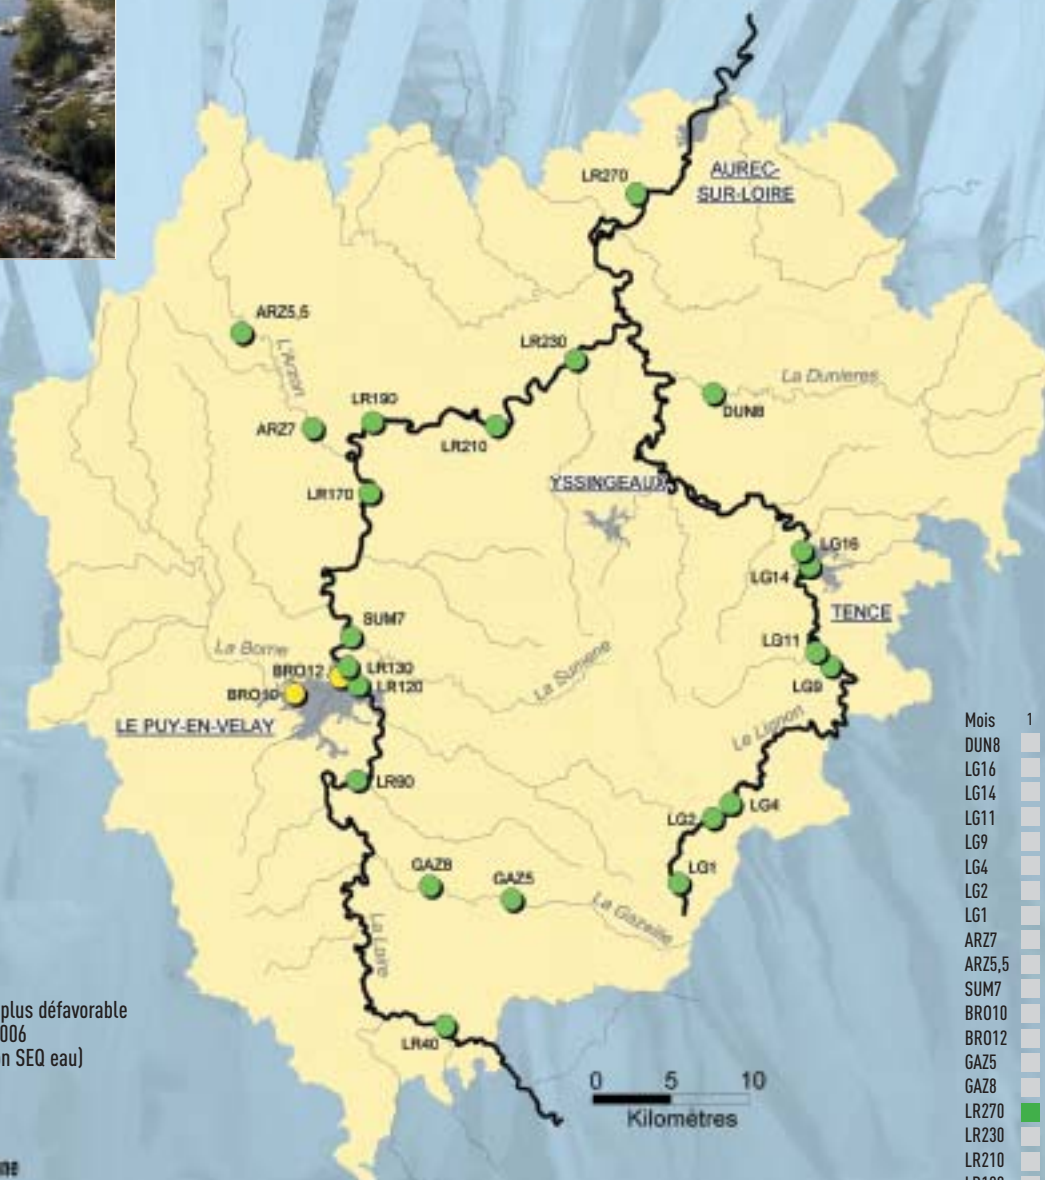 LR270
AUREC-
SUR-LOIRE
ARZ5,5
L'Arzon
LR230
La Dunieres
LR190
DUN8
ARZ7
LR210
YSSINGEAUX
LR170
LG16
LG14
SUM7
TENCE
La Borne
LG11
BRO12
LR130
La Sumene
BRO10
LR120
LG9
LE PUY-EN-VELAY
Le Lignon
LR90
LG4
LG2
GAZ8
GAZ5
LG1
La Gazeille
La Loire
LR40
0 5 10
Kilomètres
plus défavorable
006
n SEQ eau)
ne
Mois 1
DUN8
LG16
LG14
LG11
LG9
LG4
LG2
LG1
ARZ7
ARZ5,5
SUM7
BRO10
BRO12
GAZ5
GAZ8
LR270
LR230
LR210